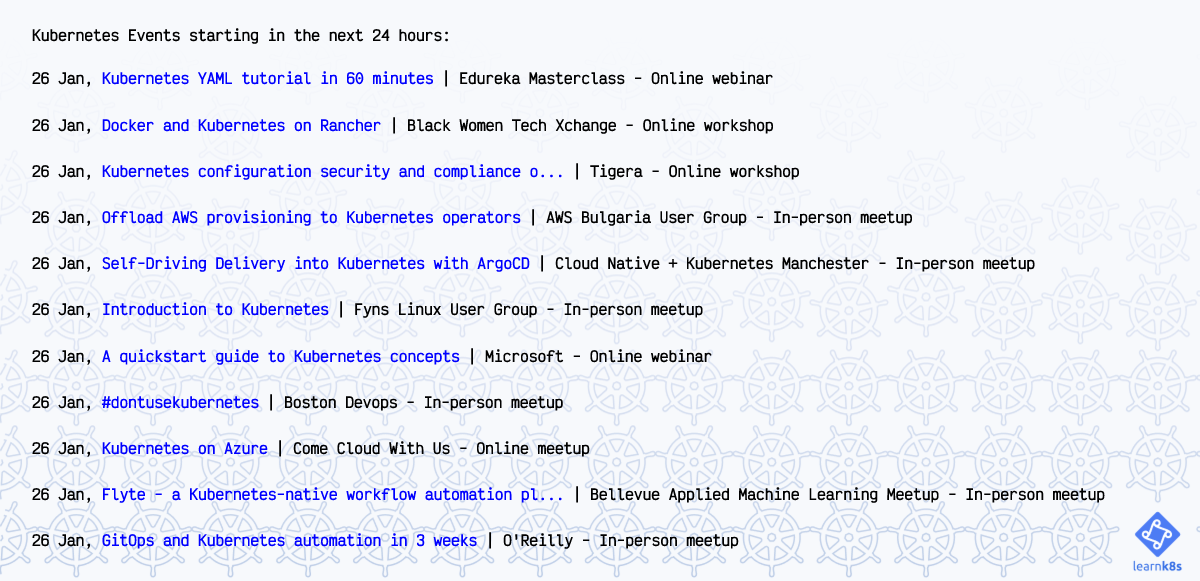 Kubernetes Events starting in the next 24 hours:
26 Jan, Kubernetes YAML tutorial in 60 minutes | Edureka Masterclass - Online webinar
26 Jan, Docker and Kubernetes on Rancher | Black Women Tech Xchange - Online workshop
26 Jan, Kubernetes configuration security and compliance o... | Tigera - Online workshop
26 Jan, Offload AWS provisioning to Kubernetes operators | AWS Bulgaria User Group - In-person meetup
26 Jan, Self-Driving Delivery into Kubernetes with ArgoCD | Cloud Native + Kubernetes Manchester - In-person meetup
26 Jan, Introduction to Kubernetes | Fyns Linux User Group - In-person meetup
26 Jan, A quickstart guide to Kubernetes concepts | Microsoft - Online webinar
26 Jan, #dontusekubernetes | Boston Devops - In-person meetup
26 Jan, Kubernetes on Azure | Come Cloud With Us - Online meetup
26 Jan, Flyte - a Kubernetes-native workflow automation pl... | Bellevue Applied Machine Learning Meetup - In-person meetup
26 Jan, GitOps and Kubernetes automation in 3 weeks | O'Reilly - In-person meetup
learnk8s